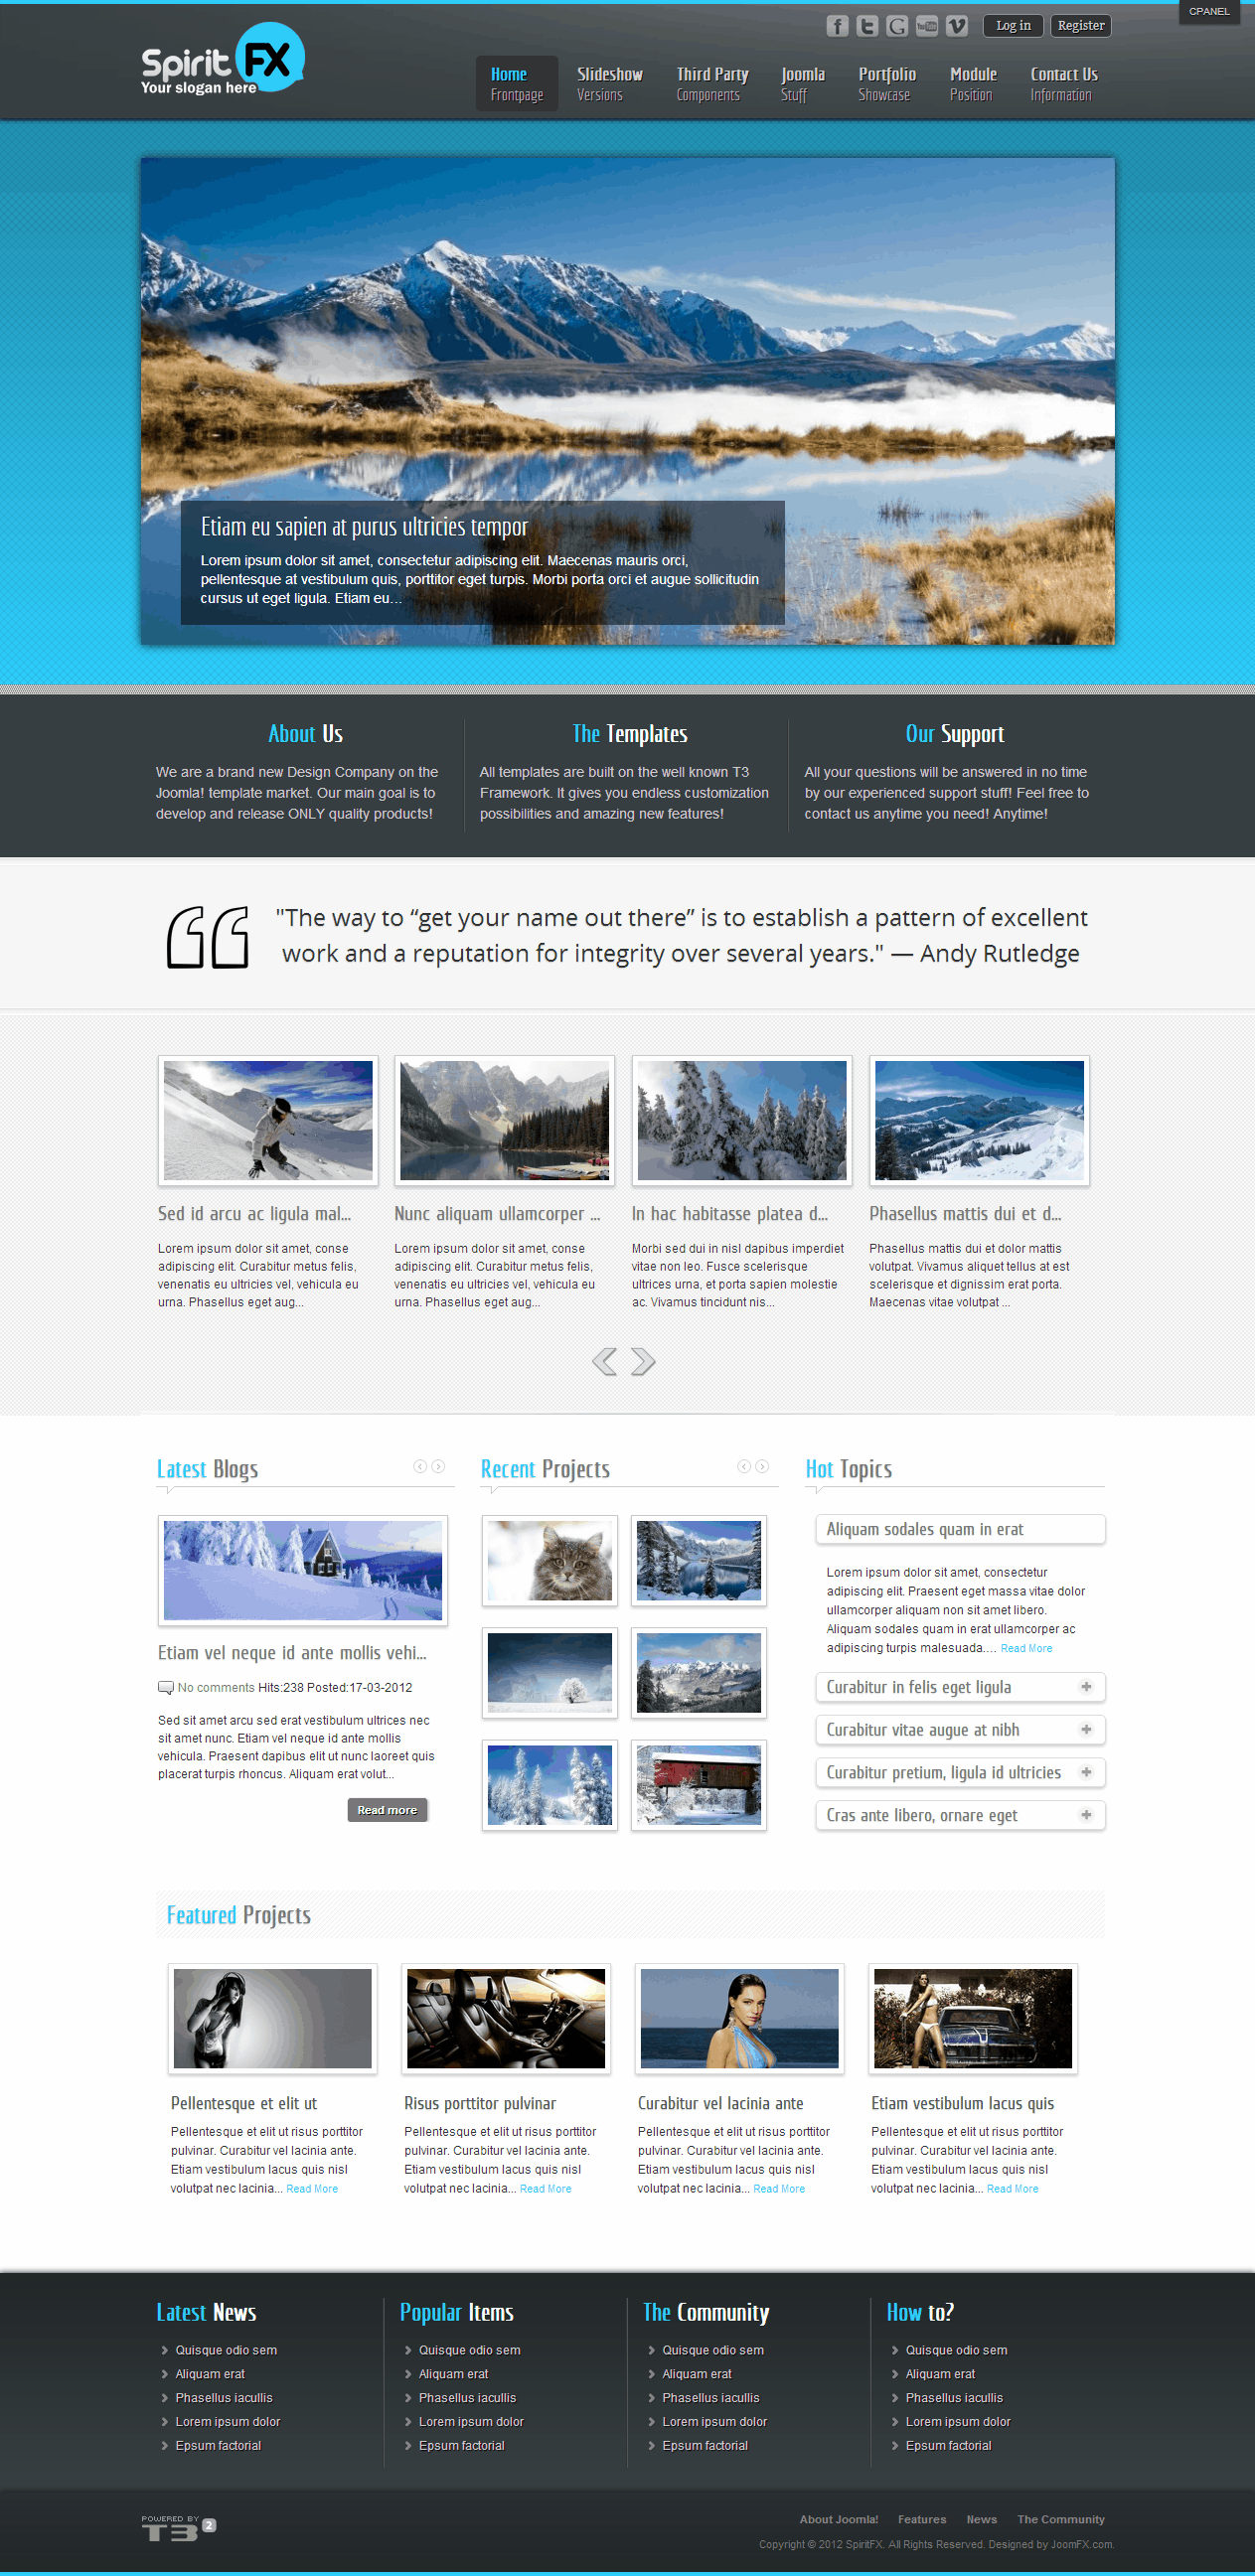 CPANEL
Log in Register
Spirit FX
Your slogan here
Home Slideshow Third Party Joomla Portfolio Module Contact Us
Frontpage Versions Components Stuff Showcase Position Information
Etiam eu sapien at purus ultricies tempor
Lorem ipsum dolor sit amet, consectetur adipiscing elit. Maecenas mauris orci,
pellentesque at vestibulum quis, porttitor eget turpis. Morbi porta orci et augue sollicitudin
cursus ut eget ligula. Etiam eu...
About Us
We are a brand new Design Company on the
Joomla! template market. Our main goal is to
develop and release ONLY quality products!
The Templates
All templates are built on the well known T3
Framework. It gives you endless customization
possibilities and amazing new features!
Our Support
All your questions will be answered in no time
by our experienced support stuff! Feel free to
contact us anytime you need! Anytime!
"The way to “get your name out there” is to establish a pattern of excellent
work and a reputation for integrity over several years." — Andy Rutledge
Sed id arcu ac ligula mal...
Lorem ipsum dolor sit amet, conse
adipiscing elit. Curabitur metus felis,
venenatis eu ultricies vel, vehicula eu
urna. Phasellus eget aug...
Nunc aliquam ullamcorper ...
Lorem ipsum dolor sit amet, conse
adipiscing elit. Curabitur metus felis,
venenatis eu ultricies vel, vehicula eu
urna. Phasellus eget aug...
In hac habitasse platea d...
Morbi sed dui in nisl dapibus imperdiet
vitae non leo. Fusce scelerisque
ultrices urna, et porta sapien molestie
ac. Vivamus tincidunt nis...
Phasellus mattis dui et d...
Phasellus mattis dui et dolor mattis
volutpat. Vivamus aliquet tellus at est
scelerisque et dignissim erat porta.
Maecenas vitae volutpat ...
Latest Blogs
Etiam vel neque id ante mollis vehi...
No comments Hits:238 Posted:17-03-2012
Sed sit amet arcu sed erat vestibulum ultrices nec
sit amet nunc. Etiam vel neque id ante mollis
vehicula. Praesent dapibus elit ut nunc laoreet quis
placerat turpis rhoncus. Aliquam erat volut...
Read more
Recent Projects
Hot Topics
Aliquam sodales quam in erat
Lorem ipsum dolor sit amet, consectetur
adipiscing elit. Praesent eget massa vitae dolor
ullamcorper aliquam non sit amet libero.
Aliquam sodales quam in erat ullamcorper ac
adipiscing turpis malesuada.... Read More
Curabitur in felis eget ligula
Curabitur vitae augue at nibh
Curabitur pretium, ligula id ultricies
Cras ante libero, ornare eget
Featured Projects
Pellentesque et elit ut
Pellentesque et elit ut risus porttitor
pulvinar. Curabitur vel lacinia ante.
Etiam vestibulum lacus quis nisl
volutpat nec lacinia... Read More
Risus porttitor pulvinar
Pellentesque et elit ut risus porttitor
pulvinar. Curabitur vel lacinia ante.
Etiam vestibulum lacus quis nisl
volutpat nec lacinia... Read More
Curabitur vel lacinia ante
Pellentesque et elit ut risus porttitor
pulvinar. Curabitur vel lacinia ante.
Etiam vestibulum lacus quis nisl
volutpat nec lacinia... Read More
Etiam vestibulum lacus quis
Pellentesque et elit ut risus porttitor
pulvinar. Curabitur vel lacinia ante.
Etiam vestibulum lacus quis nisl
volutpat nec lacinia... Read More
Latest News
Quisque odio sem
Aliquam erat
Phasellus iacullis
Lorem ipsum dolor
Epsum factorial
Popular Items
Quisque odio sem
Aliquam erat
Phasellus iacullis
Lorem ipsum dolor
Epsum factorial
The Community
Quisque odio sem
Aliquam erat
Phasellus iacullis
Lorem ipsum dolor
Epsum factorial
How to?
Quisque odio sem
Aliquam erat
Phasellus iacullis
Lorem ipsum dolor
Epsum factorial
POWERED BY
T3 2
About Joomla! Features News The Community
Copyright © 2012 SpiritFX. All Rights Reserved. Designed by JoomFX.com.